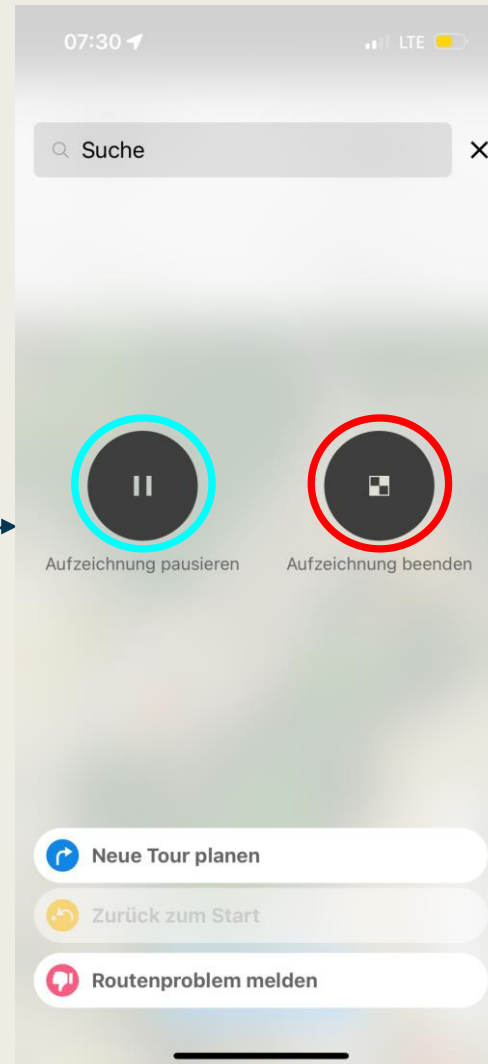 07:30
LTE
Suche
Aufzeichnung pausieren
Aufzeichnung beenden
Neue Tour planen
Zurück zum Start
Routenproblem melden